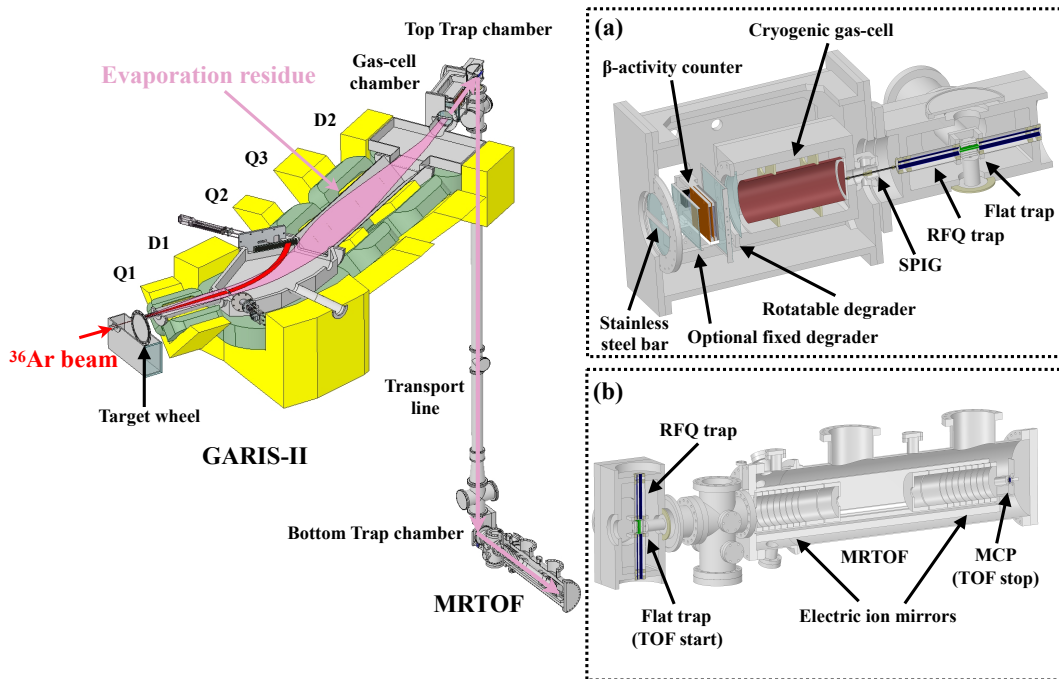 Top Trap chamber
Gas-cell
chamber
Evaporation residue
D2
Q3
Q2
D1
Q1
³⁶Ar beam
Target wheel
GARIS-II
Transport
line
Bottom Trap chamber
MRTOF
(a)
Cryogenic gas-cell
β-activity counter
Flat trap
RFQ trap
SPIG
Rotatable degrader
Stainless
steel bar
Optional fixed degrader
(b)
RFQ trap
MRTOF
MCP
(TOF stop)
Electric ion mirrors
Flat trap
(TOF start)